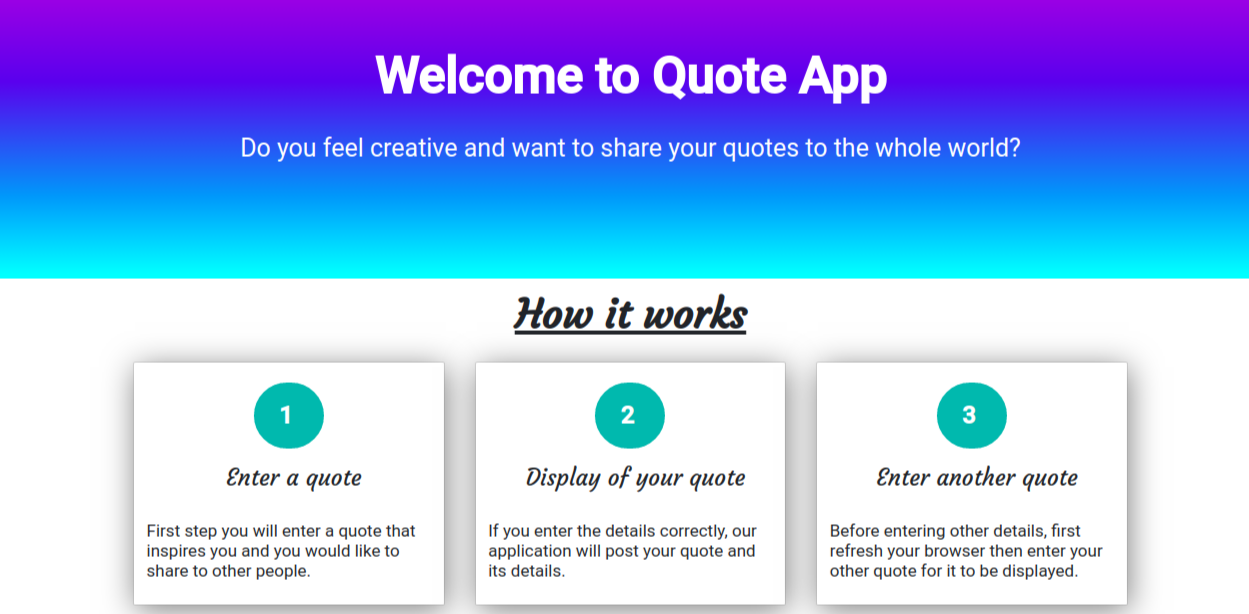 Welcome to Quote App
Do you feel creative and want to share your quotes to the whole world?
How it works
1
Enter a quote
First step you will enter a quote that
inspires you and you would like to
share to other people.
2
Display of your quote
If you enter the details correctly, our
application will post your quote and
its details.
3
Enter another quote
Before entering other details, first
refresh your browser then enter your
other quote for it to be displayed.